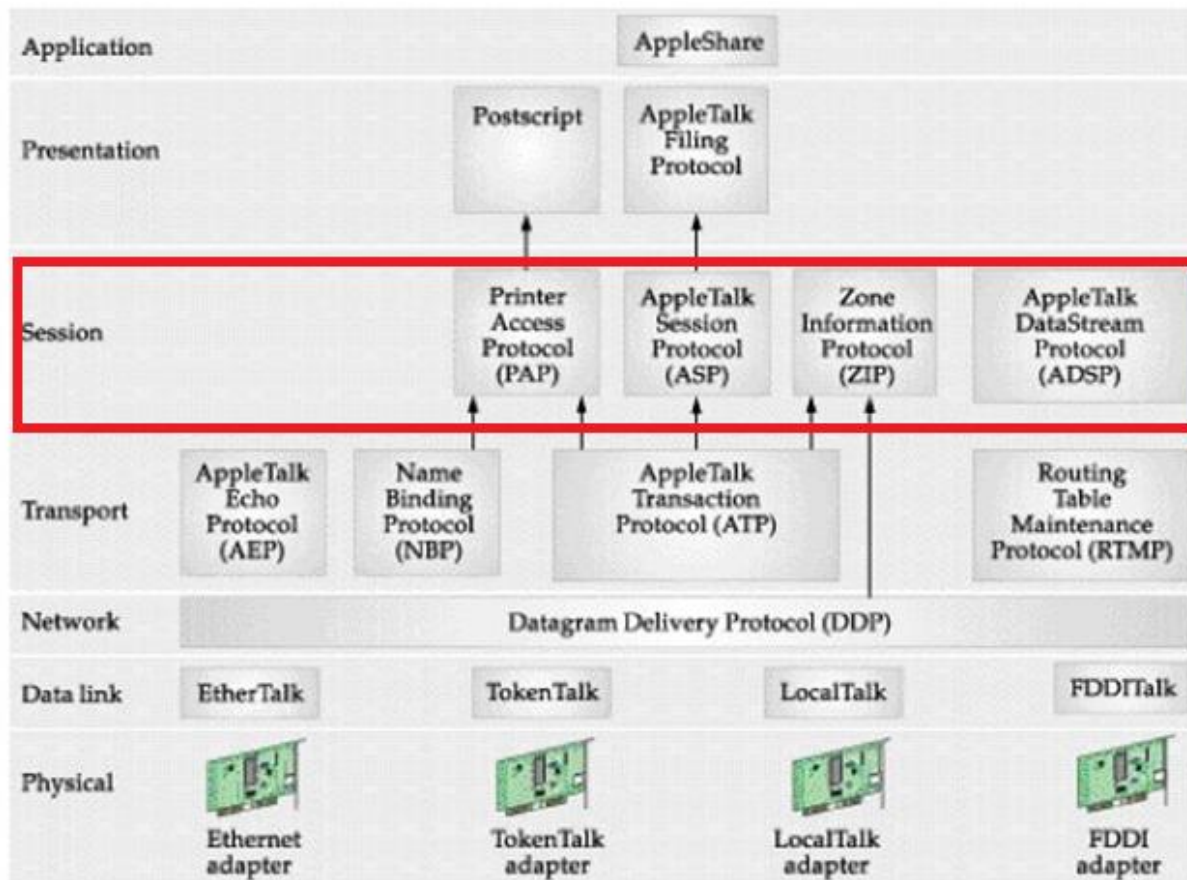 Application
AppleShare
Presentation
Postscript
AppleTalk
Filing
Protocol
Session
Printer
Access
Protocol
(PAP)
AppleTalk
Session
Protocol
(ASP)
Zone
Information
Protocol
(ZIP)
AppleTalk
DataStream
Protocol
(ADSP)
Transport
AppleTalk
Echo
Protocol
(AEP)
Name
Binding
Protocol
(NBP)
AppleTalk
Transaction
Protocol (ATP)
Routing
Table
Maintenance
Protocol (RTMP)
Network
Datagram Delivery Protocol (DDP)
Data link
EtherTalk
TokenTalk
LocalTalk
FDDITalk
Physical
Ethernet
adapter
TokenTalk
adapter
LocalTalk
adapter
FDDI
adapter